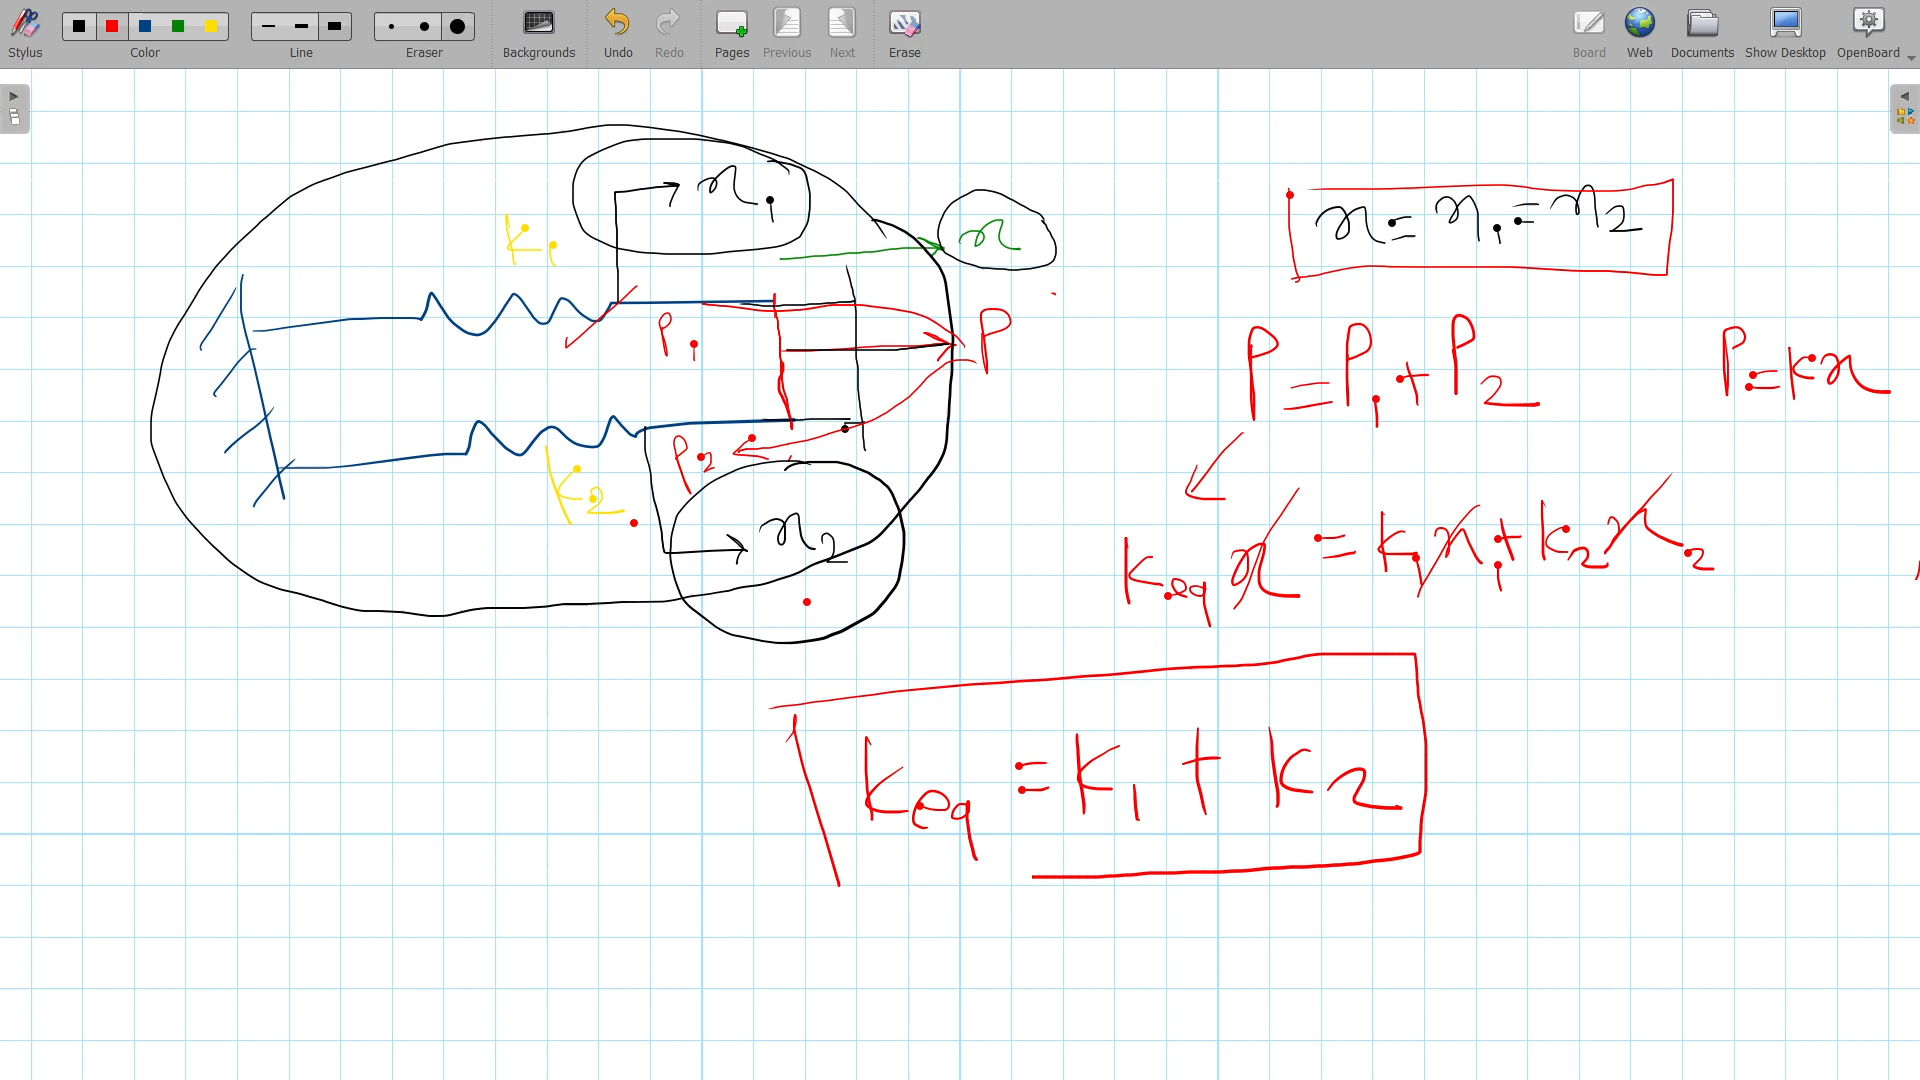 Stylus Color Line Eraser Backgrounds Undo Redo Pages Previous Next Erase Board Web Documents Show Desktop OpenBoard
x₁
k₁
x
x = x₁ = x₂
P₁
P
P = P₁ + P₂
P = kx
P₂
k₂
x₂
keq x = k₁x₁ + k₂x₂
keq = k₁ + k₂